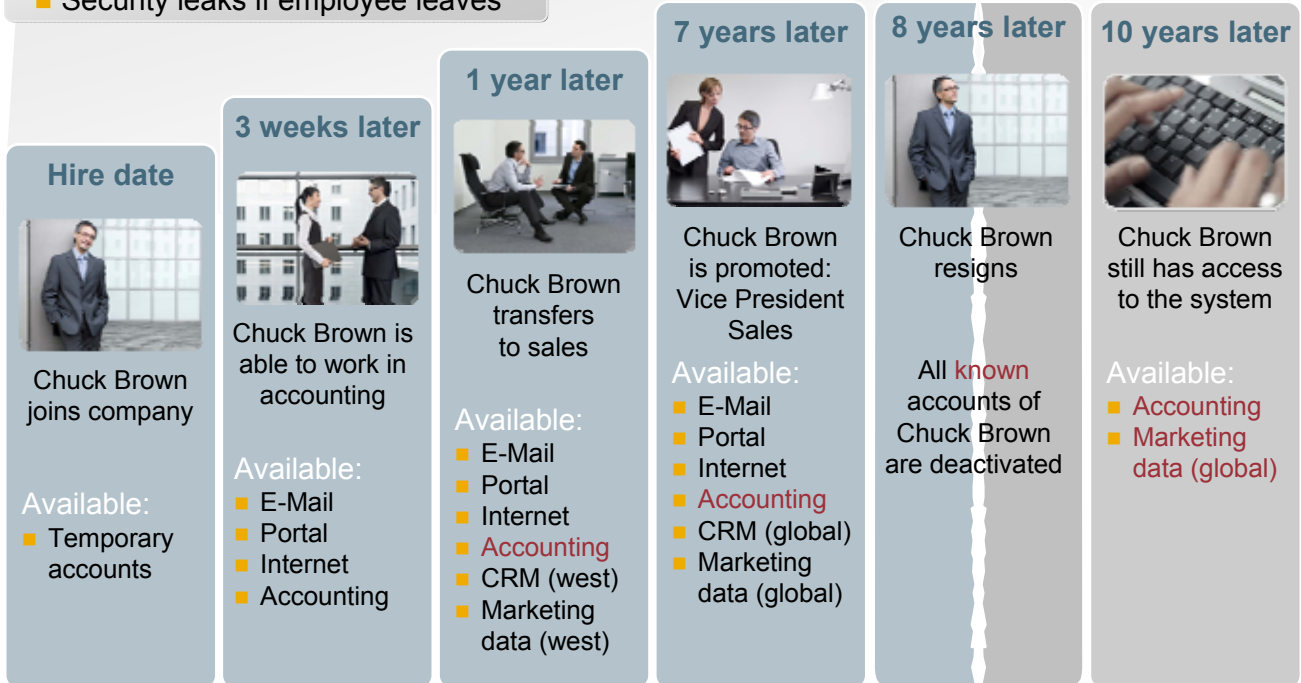 Security leaks if employee leaves
Hire date
Chuck Brown
joins company
Available:
Temporary
accounts
3 weeks later
Chuck Brown is
able to work in
accounting
Available:
E-Mail
Portal
Internet
Accounting
1 year later
Chuck Brown
transfers
to sales
Available:
E-Mail
Portal
Internet
Accounting
CRM (west)
Marketing
data (west)
7 years later
Chuck Brown
is promoted:
Vice President
Sales
Available:
E-Mail
Portal
Internet
Accounting
CRM (global)
Marketing
data (global)
8 years later
Chuck Brown
resigns
All known
accounts of
Chuck Brown
are deactivated
10 years later
Chuck Brown
still has access
to the system
Available:
Accounting
Marketing
data (global)